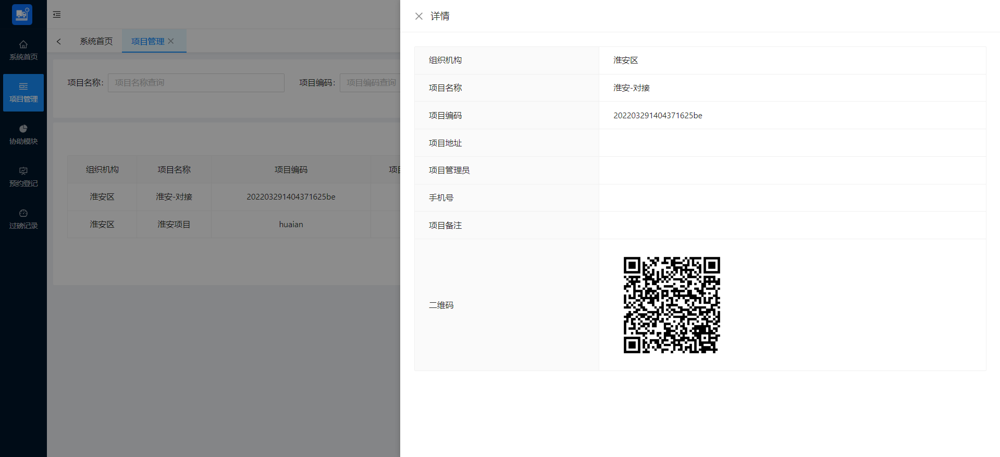 系统首页
项目管理
协助模块
预约登记
过磅记录
系统首页
项目管理
项目名称:
项目名称查询
项目编码:
项目编码查询
组织机构
项目名称
项目编码
淮安区
淮安-对接
202203291404371625be
淮安区
淮安项目
huaian
详情
组织机构
淮安区
项目名称
淮安-对接
项目编码
202203291404371625be
项目地址
项目管理员
手机号
项目备注
二维码